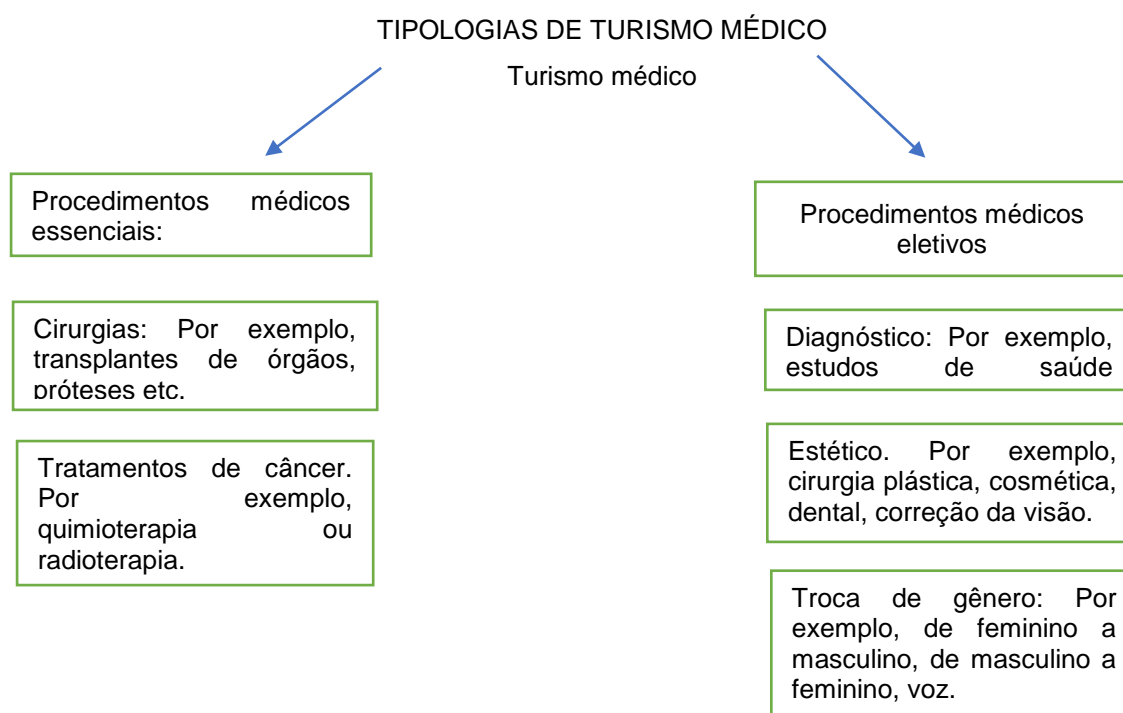 TIPOLOGIAS DE TURISMO MÉDICO
Turismo médico
Procedimentos médicos
essenciais:
Cirurgias: Por exemplo,
transplantes de órgãos,
próteses etc.
Tratamentos de câncer.
Por exemplo,
quimioterapia ou
radioterapia.
Procedimentos médicos
eletivos
Diagnóstico: Por exemplo,
estudos de saúde
Estético. Por exemplo,
cirurgia plástica, cosmética,
dental, correção da visão.
Troca de gênero: Por
exemplo, de feminino a
masculino, de masculino a
feminino, voz.